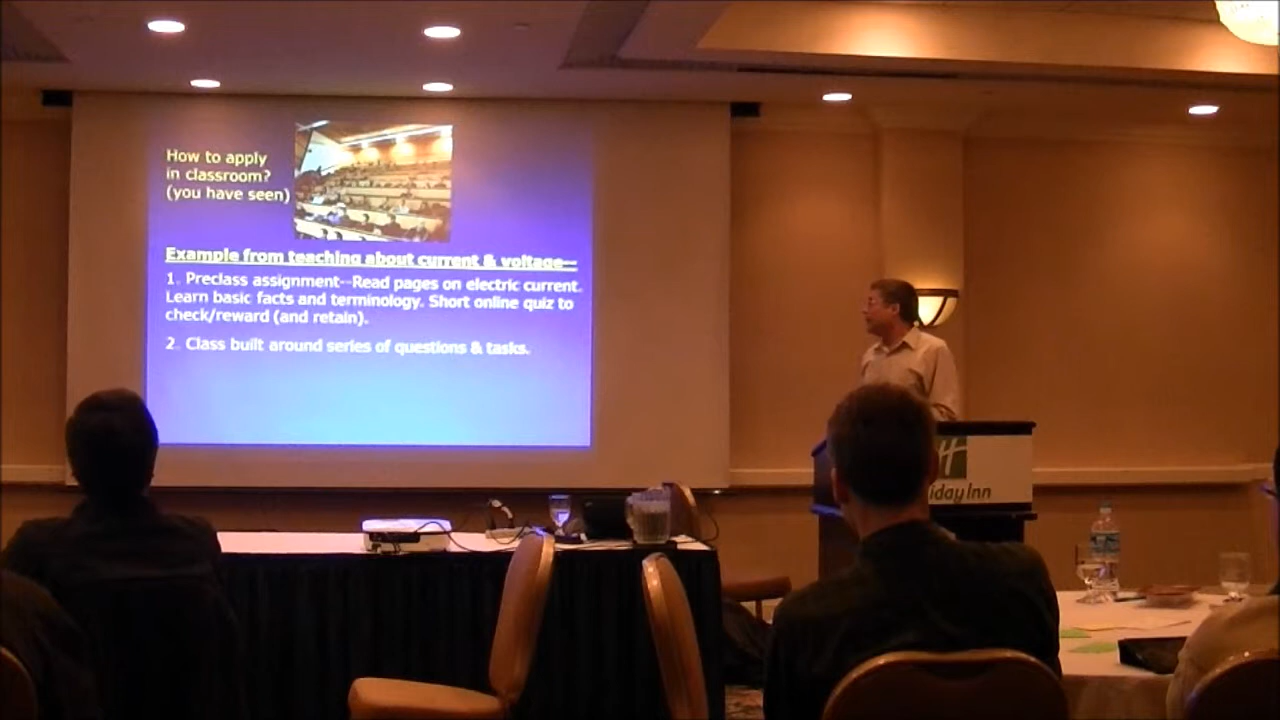 How to apply
in classroom?
(you have seen)
Example from teaching about current & voltage--
1. Preclass assignment--Read pages on electric current.
Learn basic facts and terminology. Short online quiz to
check/reward (and retain).
2. Class built around series of questions & tasks.
H
iday Inn